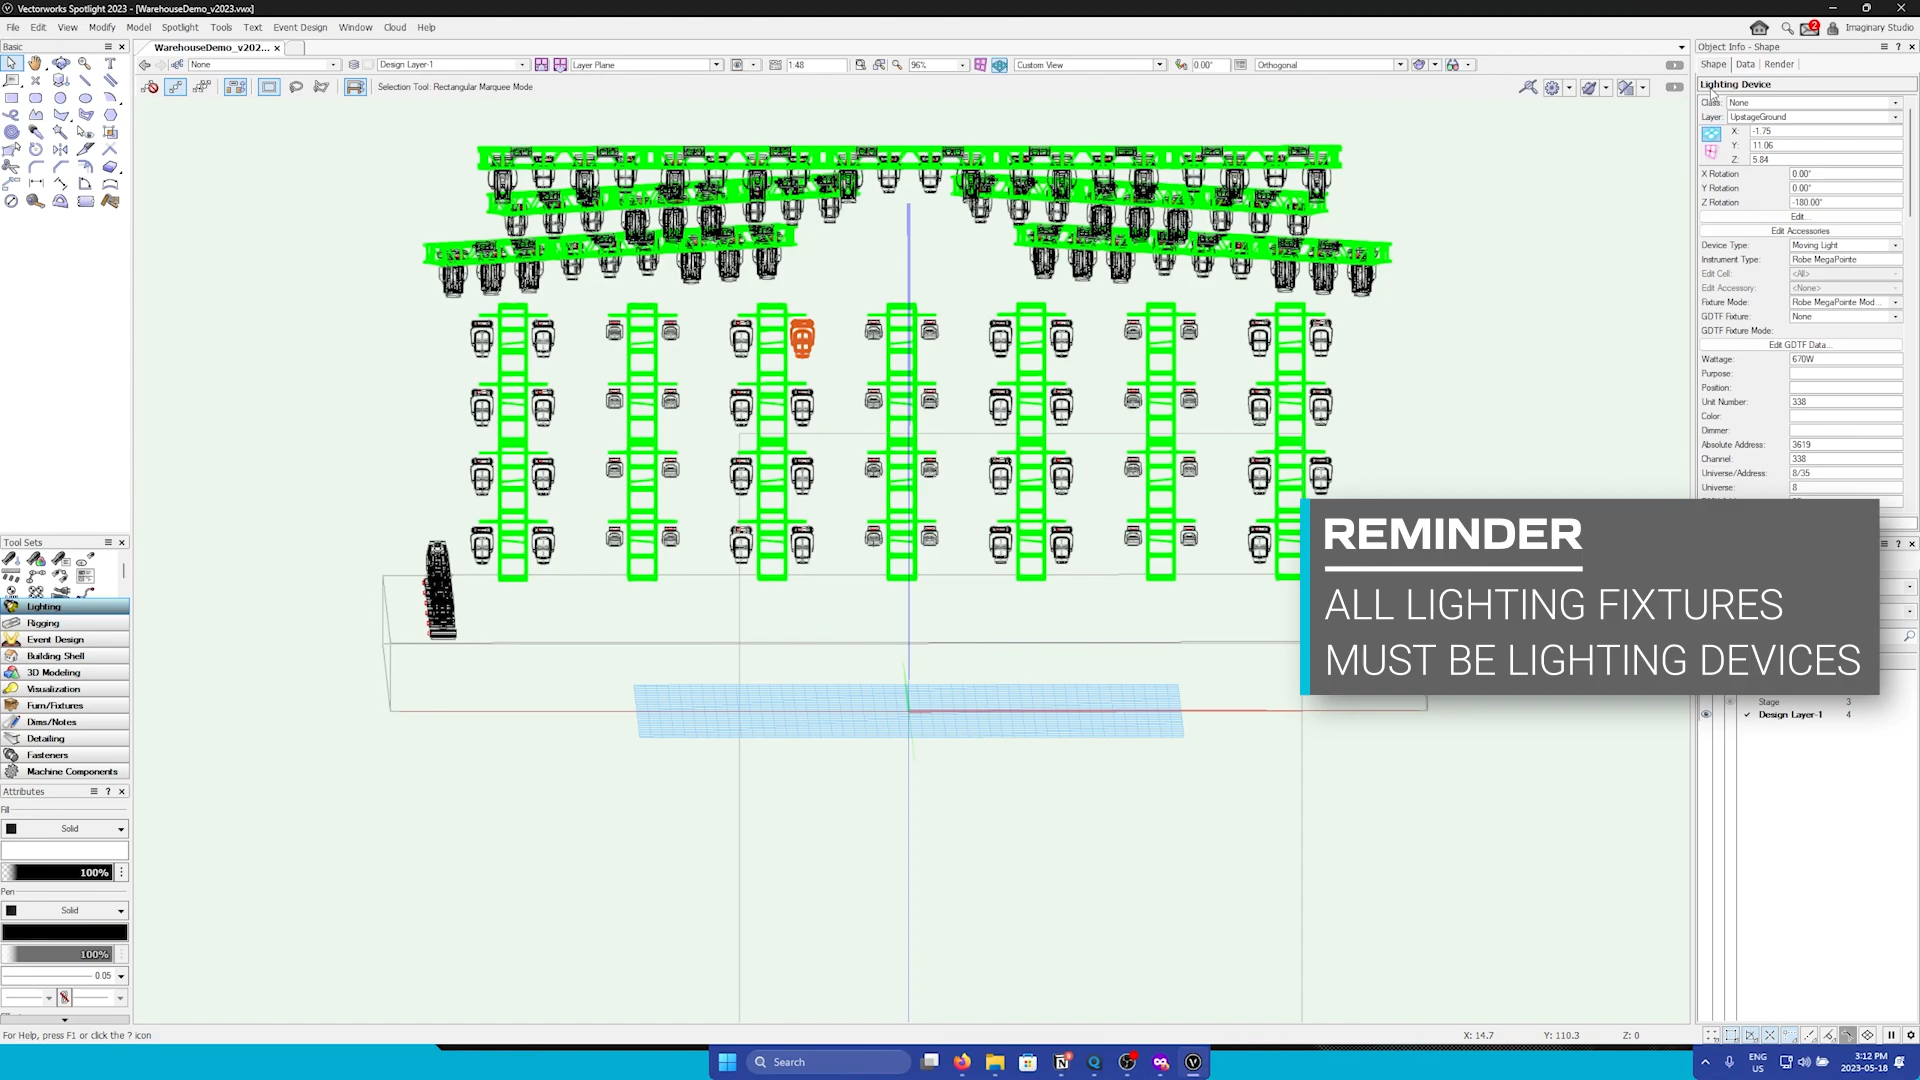 Vectorworks Spotlight 2023 - [WarehouseDemo_v2023.vwx]
File Edit View Modify Model Spotlight Tools Text Event Design Window Cloud Help
Imaginary Studio
Basic
WarehouseDemo_v202...
None
Design Layer-1
Layer Plane
1:48
96%
Custom View
0.00°
Orthogonal
Selection Tool: Rectangular Marquee Mode
Object Info - Shape
Shape Data Render
Lighting Device
Class: None
Layer: UpstageGround
X: -1.75
Y: 11.06
Z: 5.84
X Rotation 0.00°
Y Rotation 0.00°
Z Rotation -180.00°
Edit...
Edit Accessories
Device Type: Moving Light
Instrument Type: Robe MegaPointe
Edit Cell: <All>
Edit Accessory: <None>
Fixture Mode: Robe MegaPointe Mod...
GDTF Fixture: None
GDTF Fixture Mode:
Edit GDTF Data...
Wattage: 670W
Purpose:
Position:
Unit Number: 338
Color:
Dimmer:
Absolute Address: 3619
Channel: 338
Universe/Address: 8/35
Universe: 8
REMINDER
ALL LIGHTING FIXTURES
MUST BE LIGHTING DEVICES
Stage 3
Design Layer-1 4
Tool Sets
Lighting
Rigging
Event Design
Building Shell
3D Modeling
Visualization
Furn/Fixtures
Dims/Notes
Detailing
Fasteners
Machine Components
Attributes
Fill
Solid
100%
Pen
Solid
100%
0.05
For Help, press F1 or click the ? icon
X: 14.7 Y: 110.3 Z: 0
Search
ENG
US
3:12 PM
2023-05-18